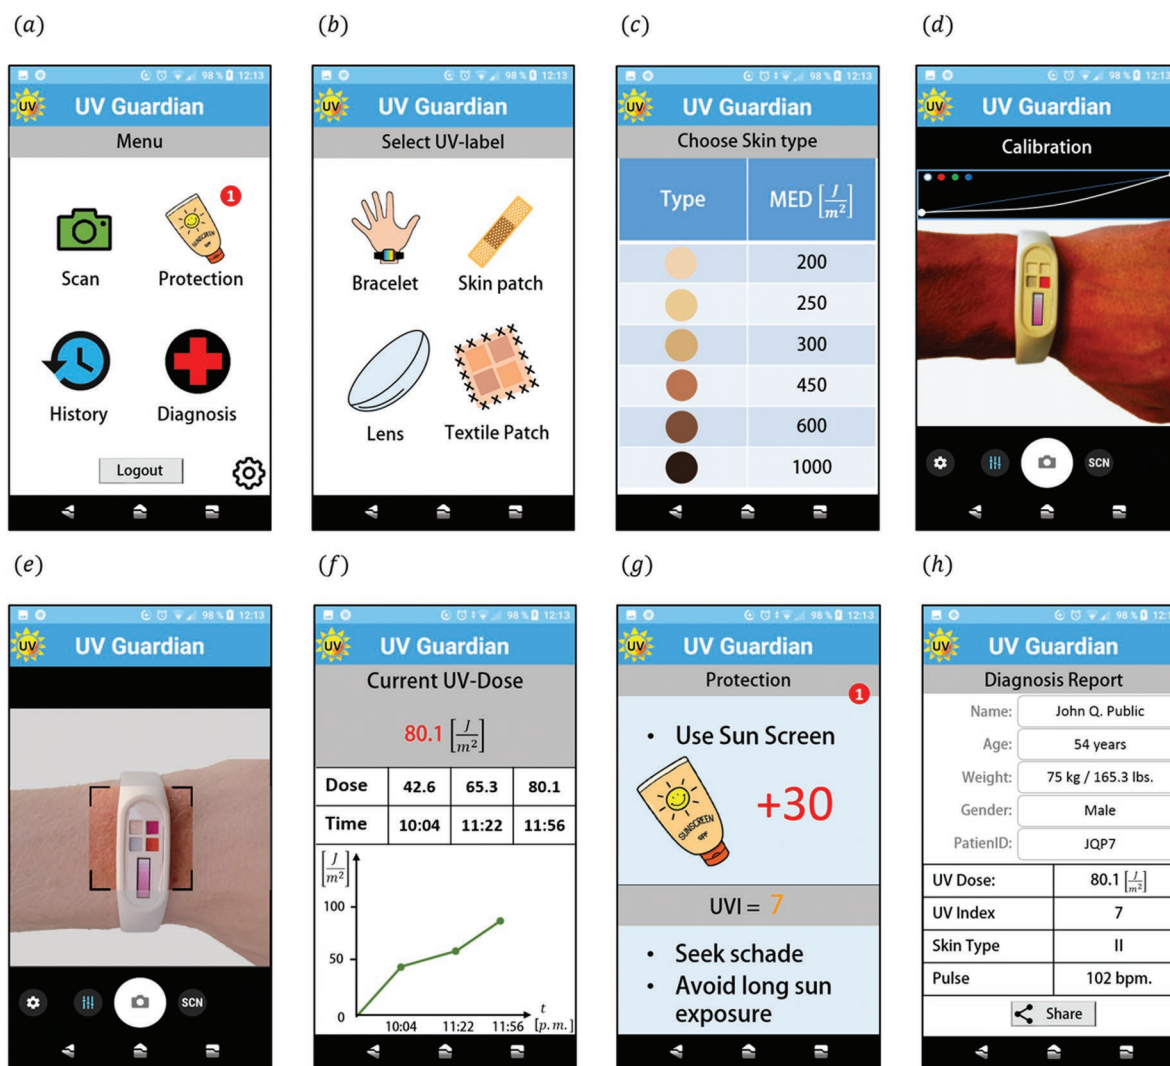 (a)
98 % 12:13
UV UV Guardian
Menu
1
SUNSCREEN
SPF
Scan Protection
History Diagnosis
Logout
(b)
98 % 12:13
UV UV Guardian
Select UV-label
Bracelet Skin patch
Lens Textile Patch
(c)
98 % 12:13
UV UV Guardian
Choose Skin type
Type MED [J/m²]
200
250
300
450
600
1000
(d)
98 % 12:13
UV UV Guardian
Calibration
SCN
(e)
98 % 12:13
UV UV Guardian
SCN
(f)
98 % 12:13
UV UV Guardian
Current UV-Dose
80.1 [J/m²]
Dose 42.6 65.3 80.1
Time 10:04 11:22 11:56
[J/m²]
100
50
0
10:04 11:22 11:56
t
[p.m.]
(g)
98 % 12:13
UV UV Guardian
Protection
1
• Use Sun Screen
SUNSCREEN
SPF
+30
UVI = 7
• Seek schade
• Avoid long sun
exposure
(h)
98 % 12:1
UV UV Guardian
Diagnosis Report
Name: John Q. Public
Age: 54 years
Weight: 75 kg / 165.3 lbs.
Gender: Male
PatienID: JQP7
UV Dose: 80.1 [J/m²]
UV Index 7
Skin Type II
Pulse 102 bpm.
Share